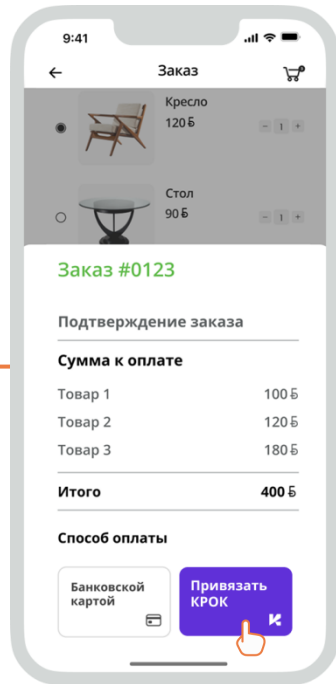 9:41
Заказ
Кресло
120 Ƃ
− 1 +
Стол
90 Ƃ
− 1 +
Заказ #0123
Подтверждение заказа
Сумма к оплате
Товар 1 100 Ƃ
Товар 2 120 Ƃ
Товар 3 180 Ƃ
Итого 400 Ƃ
Способ оплаты
Банковской
картой
Привязать
КРОК